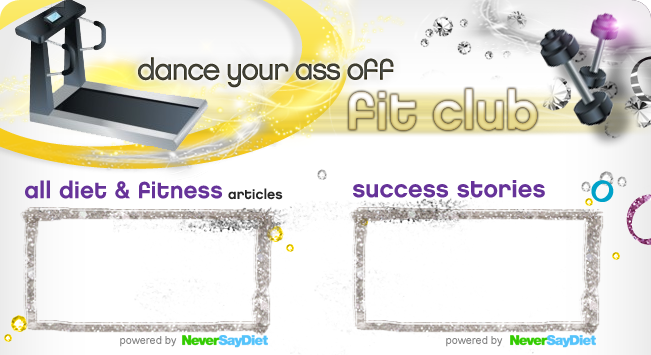 dance your ass off
fit club
all diet & fitness articles
success stories
powered by NeverSayDiet
powered by NeverSayDiet